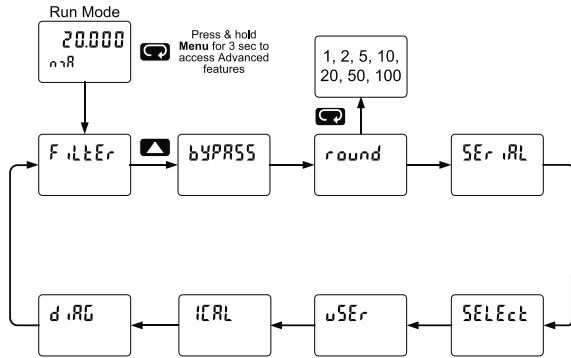 Run Mode
20.000
mA
Press & hold
Menu for 3 sec to
access Advanced
features
1, 2, 5, 10,
20, 50, 100
FiLtEr
bYPASS
round
SEriAL
diAG
ICAL
uSEr
SELEct